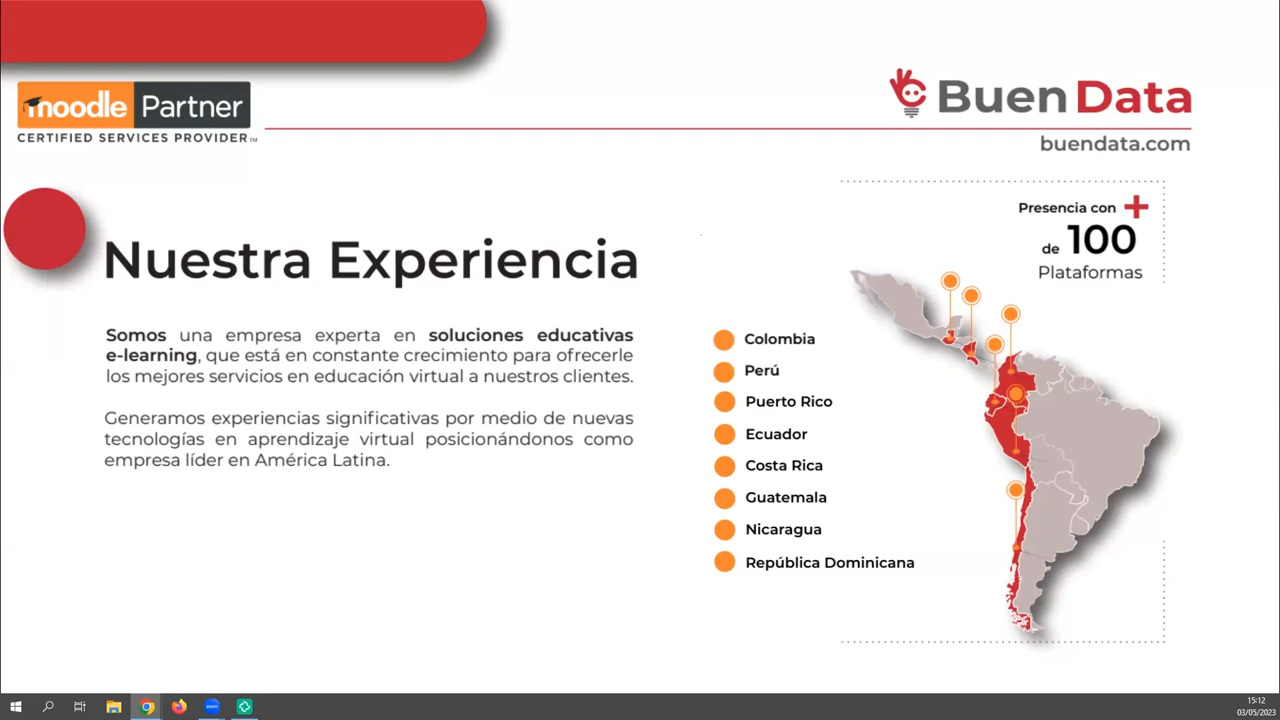 moodle Partner
CERTIFIED SERVICES PROVIDER™
Buen Data
buendata.com
Nuestra Experiencia
Somos una empresa experta en soluciones educativas
e-learning, que está en constante crecimiento para ofrecerle
los mejores servicios en educación virtual a nuestros clientes.
Generamos experiencias significativas por medio de nuevas
tecnologías en aprendizaje virtual posicionándonos como
empresa líder en América Latina.
Colombia
Perú
Puerto Rico
Ecuador
Costa Rica
Guatemala
Nicaragua
República Dominicana
Presencia con +
de 100
Plataformas
zoom
15:12
03/05/2023